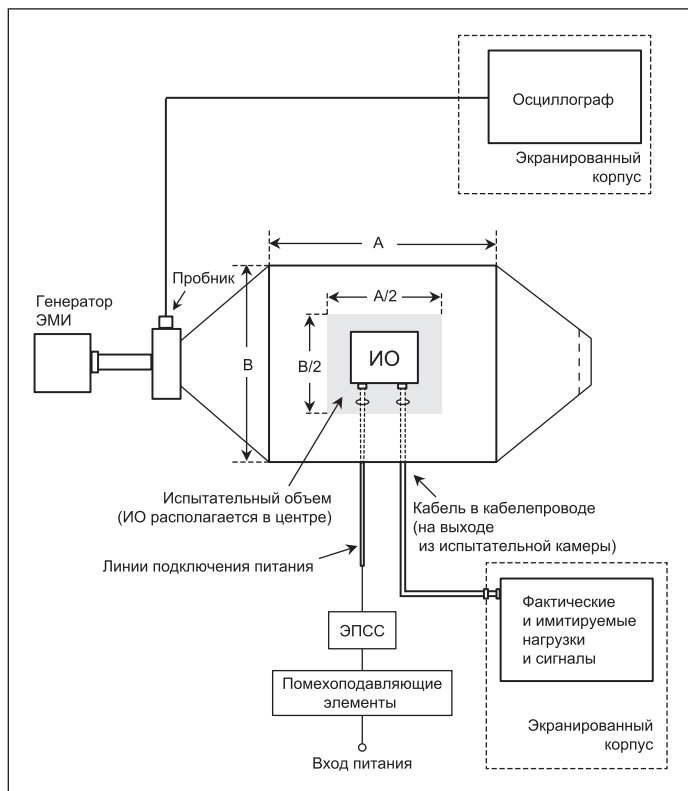 Осциллограф
Экранированный
корпус
A
Пробник
Генератор
ЭМИ
A/2
B
B/2
ИО
Испытательный объем
(ИО располагается в центре)
Кабель в кабелепроводе
(на выходе
из испытательной камеры)
Линии подключения питания
ЭПСС
Фактические
и имитируемые
нагрузки
и сигналы
Помехоподавляющие
элементы
Экранированный
корпус
Вход питания